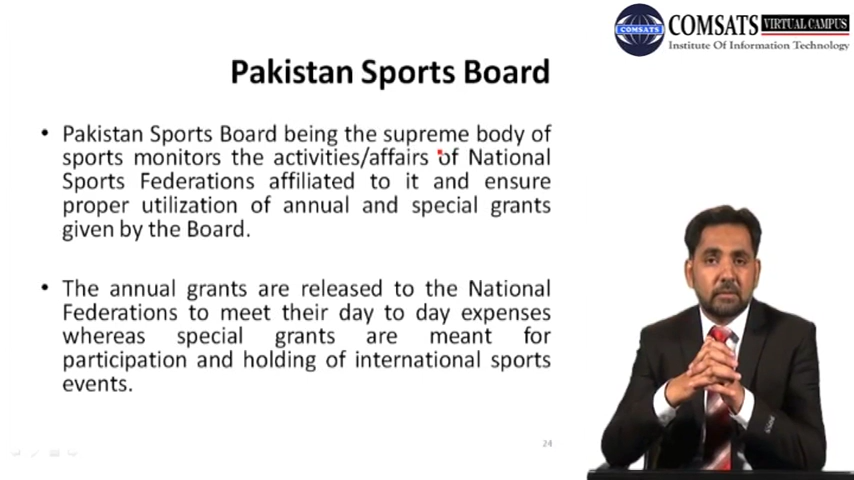 COMSATS
COMSATS VIRTUAL CAMPUS
Institute Of Information Technology
Pakistan Sports Board
• Pakistan Sports Board being the supreme body of
sports monitors the activities/affairs of National
Sports Federations affiliated to it and ensure
proper utilization of annual and special grants
given by the Board.
• The annual grants are released to the National
Federations to meet their day to day expenses
whereas special grants are meant for
participation and holding of international sports
events.
24